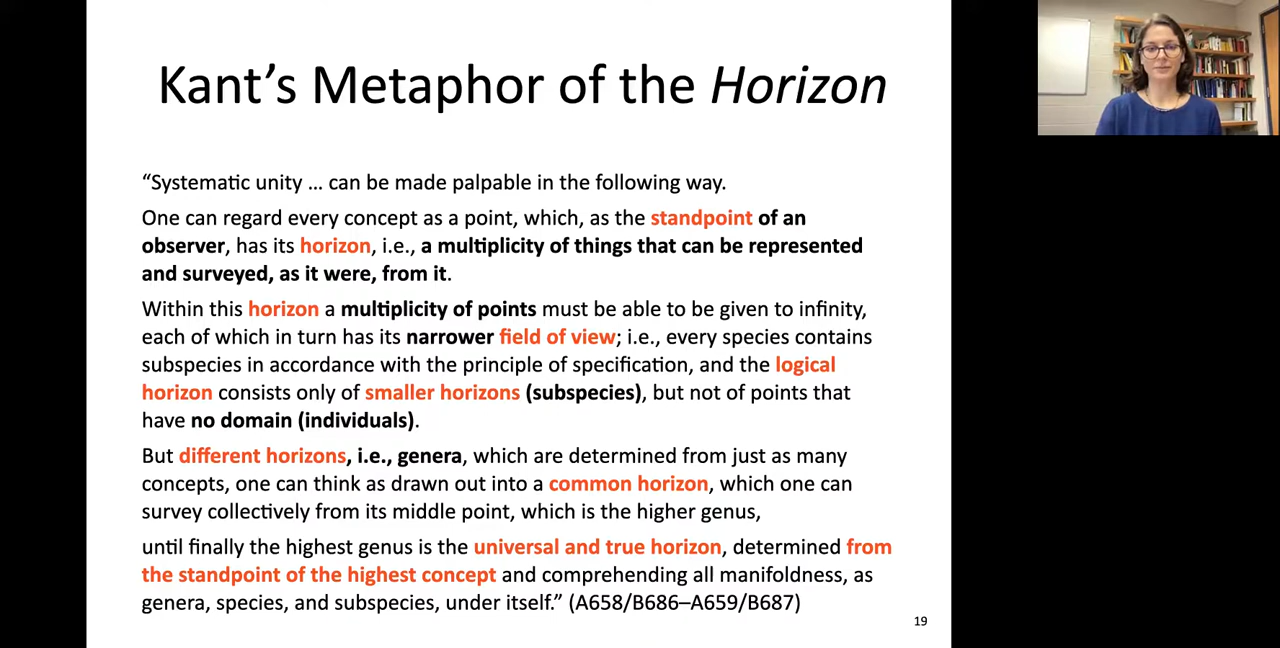 Kant’s Metaphor of the Horizon
“Systematic unity … can be made palpable in the following way.
One can regard every concept as a point, which, as the standpoint of an
observer, has its horizon, i.e., a multiplicity of things that can be represented
and surveyed, as it were, from it.
Within this horizon a multiplicity of points must be able to be given to infinity,
each of which in turn has its narrower field of view; i.e., every species contains
subspecies in accordance with the principle of specification, and the logical
horizon consists only of smaller horizons (subspecies), but not of points that
have no domain (individuals).
But different horizons, i.e., genera, which are determined from just as many
concepts, one can think as drawn out into a common horizon, which one can
survey collectively from its middle point, which is the higher genus,
until finally the highest genus is the universal and true horizon, determined from
the standpoint of the highest concept and comprehending all manifoldness, as
genera, species, and subspecies, under itself.” (A658/B686–A659/B687)
19